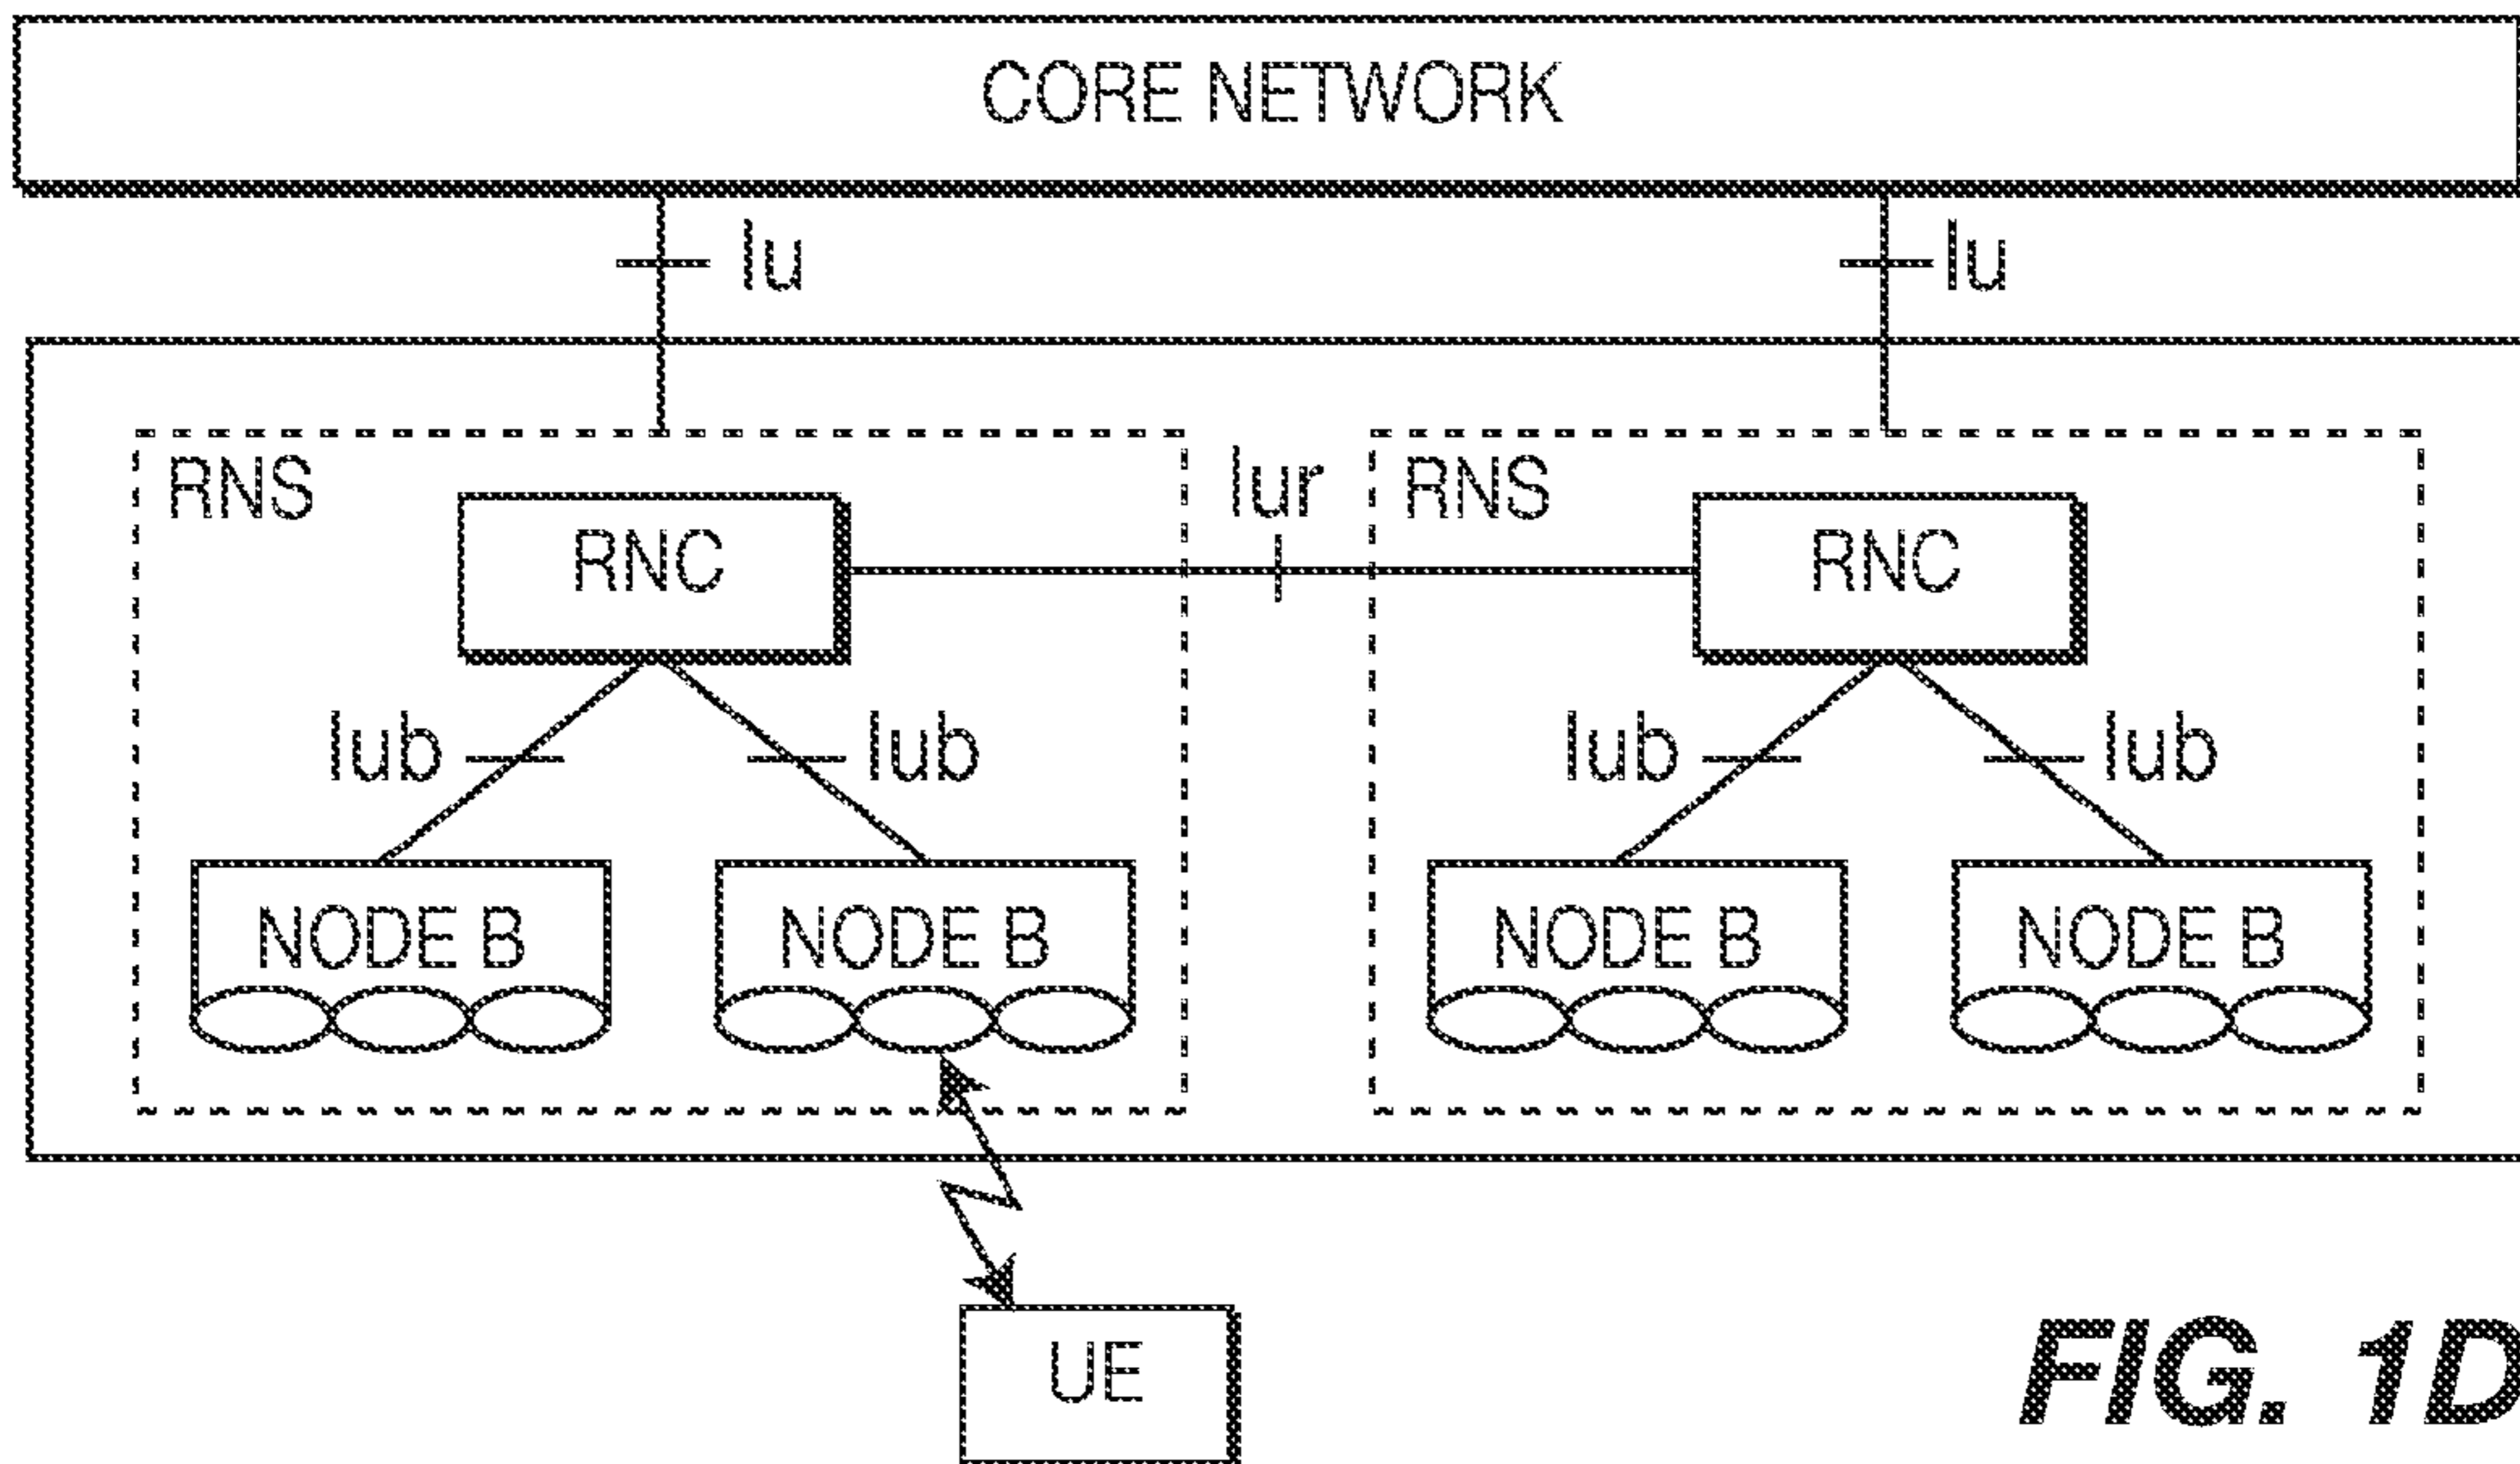 CORE NETWORK
Iu Iu
RNS Iur RNS
RNC RNC
Iub Iub Iub Iub
NODE B NODE B NODE B NODE B
UE
FIG. 1D